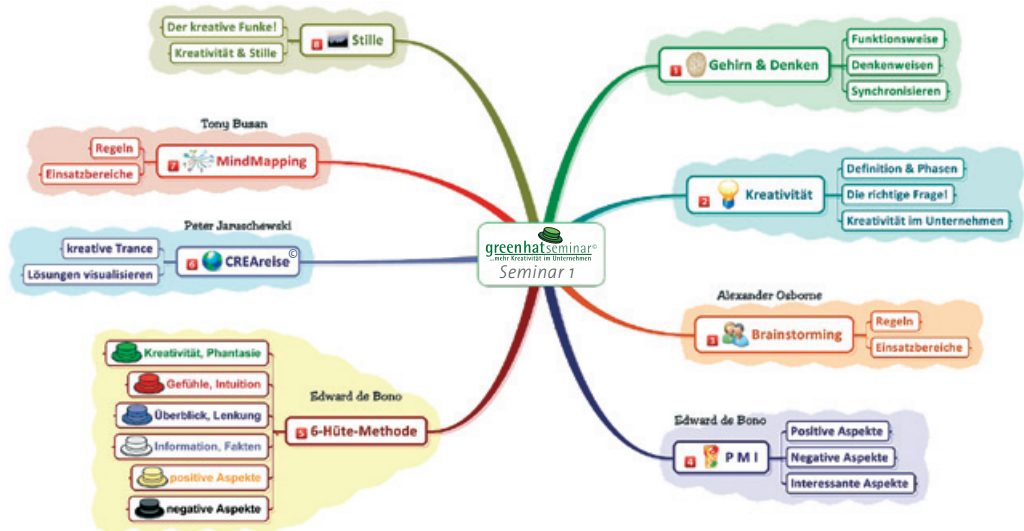 greenhatseminar©
...mehr Kreativität im Unternehmen
Seminar 1
1 Gehirn & Denken
Funktionsweise
Denkenweisen
Synchronisieren
2 Kreativität
Definition & Phasen
Die richtige Frage!
Kreativität im Unternehmen
Alexander Osborne
3 Brainstorming
Regeln
Einsatzbereiche
Edward de Bono
4 P M I
Positive Aspekte
Negative Aspekte
Interessante Aspekte
Edward de Bono
5 6-Hüte-Methode
Kreativität, Phantasie
Gefühle, Intuition
Überblick, Lenkung
Information, Fakten
positive Aspekte
negative Aspekte
Peter Jaruschewski
6 CREAreise©
kreative Trance
Lösungen visualisieren
Tony Busan
7 MindMapping
Regeln
Einsatzbereiche
8 Stille
Der kreative Funke!
Kreativität & Stille